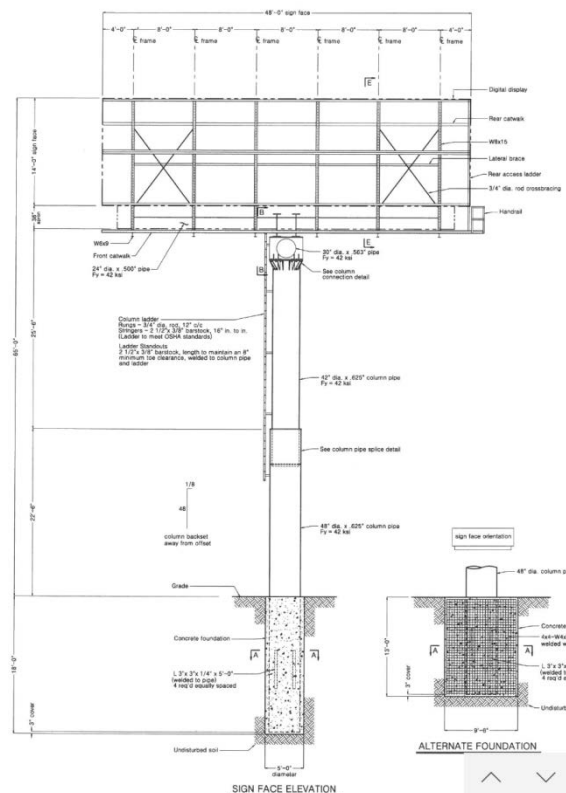 48'-0" sign face
4'-0" 8'-0" 8'-0" 8'-0" 8'-0" 8'-0" 4'-0"
frame frame frame frame frame frame
E
Digital display
Rear catwalk
W8x15
Lateral brace
Rear access ladder
3/4" dia. rod crossbracing
14'-0" sign face
Handrail
B
E
W6x9
Front catwalk
24" dia. x .500" pipe
Fy = 42 ksi
B
30" dia. x .563" pipe
Fy = 42 ksi
See column
connection detail
Column ladder
Rungs - 3/4" dia. rod, 12" c/c
Stringers - 2 1/2"x 3/8" barstock, 16" in. to in.
(Ladder to meet OSHA standards)
Ladder Standouts
2 1/2"x 3/8" barstock, length to maintain an 8"
minimum toe clearance, welded to column pipe
and ladder
25'-6"
65'-0"
42" dia. x .625" column pipe
Fy = 42 ksi
See column pipe splice detail
1/8
48
column backset
away from offset
22'-6"
48" dia. x .625" column pipe
Fy = 42 ksi
sign face orientation
48" dia. column p
Grade
Concrete foundation
A A
L 3"x 3"x 1/4" x 5'-0"
(welded to pipe)
4 req'd equally spaced
18'-0"
3" cover
Undisturbed soil
5'-0"
diameter
13'-0"
3" cover
Concrete
4x4-W4x
welded w
A A
L 3"x 3"
(welded to
4 req'd e
Undisturb
9'-6"
ALTERNATE FOUNDATION
SIGN FACE ELEVATION